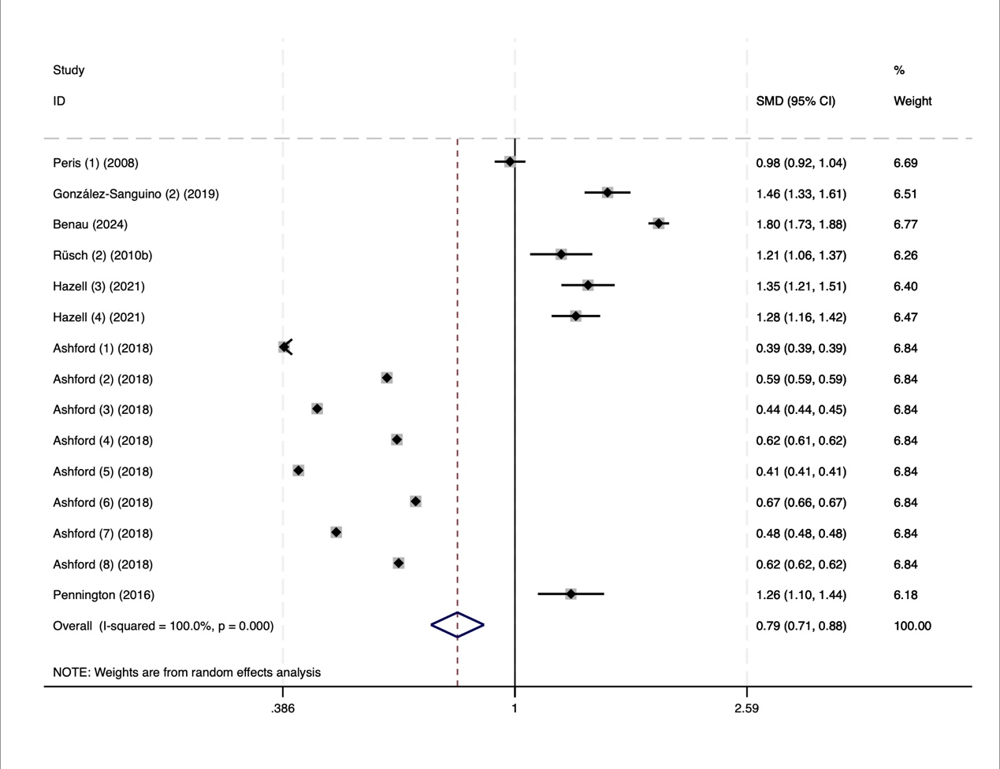 Study %
ID SMD (95% CI) Weight
Peris (1) (2008) 0.98 (0.92, 1.04) 6.69
González-Sanguino (2) (2019) 1.46 (1.33, 1.61) 6.51
Benau (2024) 1.80 (1.73, 1.88) 6.77
Rüsch (2) (2010b) 1.21 (1.06, 1.37) 6.26
Hazell (3) (2021) 1.35 (1.21, 1.51) 6.40
Hazell (4) (2021) 1.28 (1.16, 1.42) 6.47
Ashford (1) (2018) 0.39 (0.39, 0.39) 6.84
Ashford (2) (2018) 0.59 (0.59, 0.59) 6.84
Ashford (3) (2018) 0.44 (0.44, 0.45) 6.84
Ashford (4) (2018) 0.62 (0.61, 0.62) 6.84
Ashford (5) (2018) 0.41 (0.41, 0.41) 6.84
Ashford (6) (2018) 0.67 (0.66, 0.67) 6.84
Ashford (7) (2018) 0.48 (0.48, 0.48) 6.84
Ashford (8) (2018) 0.62 (0.62, 0.62) 6.84
Pennington (2016) 1.26 (1.10, 1.44) 6.18
Overall (I-squared = 100.0%, p = 0.000) 0.79 (0.71, 0.88) 100.00
NOTE: Weights are from random effects analysis
.386 1 2.59